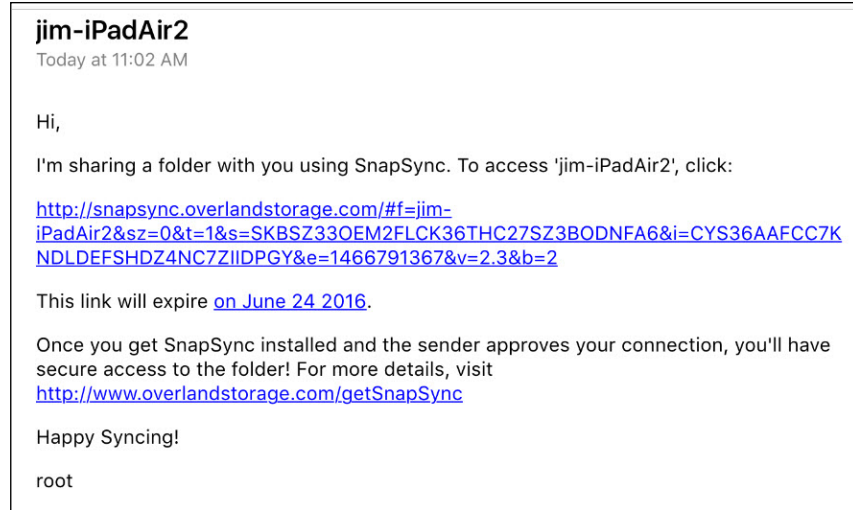 jim-iPadAir2
Today at 11:02 AM
Hi,
I'm sharing a folder with you using SnapSync. To access 'jim-iPadAir2', click:
http://snapsync.overlandstorage.com/#f=jim-
iPadAir2&sz=0&t=1&s=SKBSZ33OEM2FLCK36THC27SZ3BODNFA6&i=CYS36AAFCC7K
NDLDEFSHDZ4NC7ZIIDPGY&e=1466791367&v=2.3&b=2
This link will expire on June 24 2016.
Once you get SnapSync installed and the sender approves your connection, you'll have
secure access to the folder! For more details, visit
http://www.overlandstorage.com/getSnapSync
Happy Syncing!
root